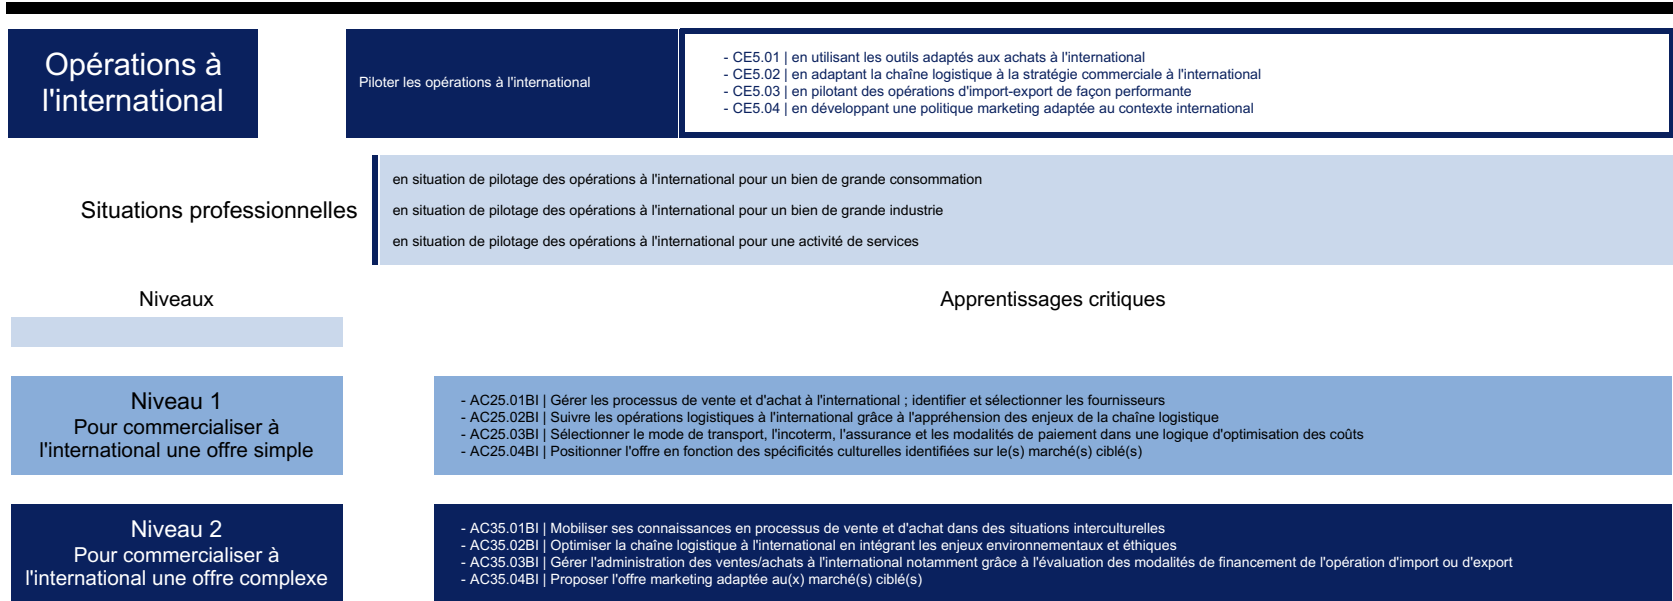 Opérations à
l'international
Piloter les opérations à l'international
- CE5.01 | en utilisant les outils adaptés aux achats à l'international
- CE5.02 | en adaptant la chaîne logistique à la stratégie commerciale à l'international
- CE5.03 | en pilotant des opérations d'import-export de façon performante
- CE5.04 | en développant une politique marketing adaptée au contexte international
Situations professionnelles
en situation de pilotage des opérations à l'international pour un bien de grande consommation
en situation de pilotage des opérations à l'international pour un bien de grande industrie
en situation de pilotage des opérations à l'international pour une activité de services
Niveaux
Apprentissages critiques
Niveau 1
Pour commercialiser à
l'international une offre simple
- AC25.01BI | Gérer les processus de vente et d'achat à l'international ; identifier et sélectionner les fournisseurs
- AC25.02BI | Suivre les opérations logistiques à l'international grâce à l'appréhension des enjeux de la chaîne logistique
- AC25.03BI | Sélectionner le mode de transport, l'incoterm, l'assurance et les modalités de paiement dans une logique d'optimisation des coûts
- AC25.04BI | Positionner l'offre en fonction des spécificités culturelles identifiées sur le(s) marché(s) ciblé(s)
Niveau 2
Pour commercialiser à
l'international une offre complexe
- AC35.01BI | Mobiliser ses connaissances en processus de vente et d'achat dans des situations interculturelles
- AC35.02BI | Optimiser la chaîne logistique à l'international en intégrant les enjeux environnementaux et éthiques
- AC35.03BI | Gérer l'administration des ventes/achats à l'international notamment grâce à l'évaluation des modalités de financement de l'opération d'import ou d'export
- AC35.04BI | Proposer l'offre marketing adaptée au(x) marché(s) ciblé(s)